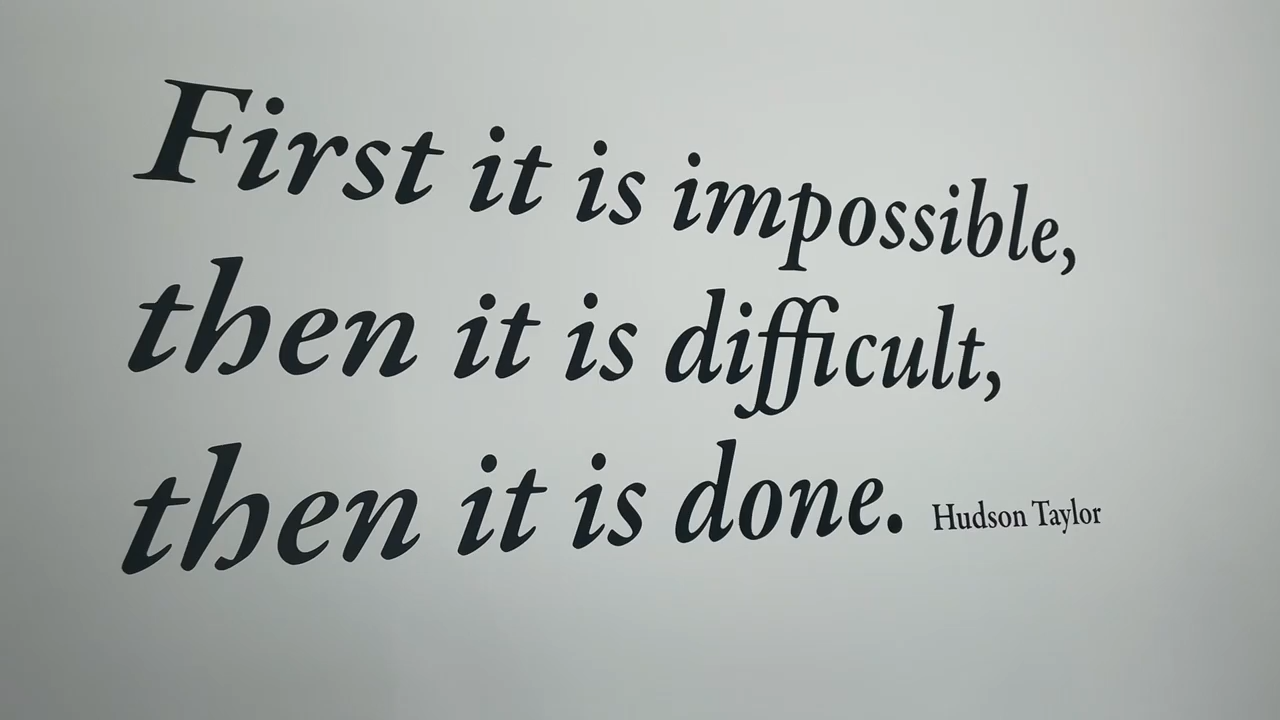 First it is impossible,
then it is difficult,
then it is done. Hudson Taylor